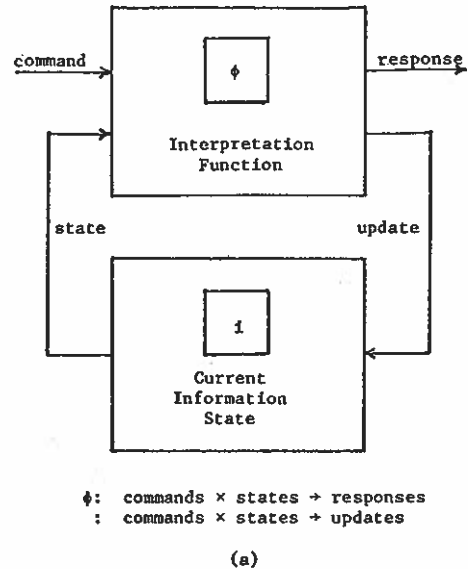 command
response
ϕ
Interpretation
Function
state
update
i
Current
Information
State
ϕ: commands × states → responses
: commands × states → updates
(a)